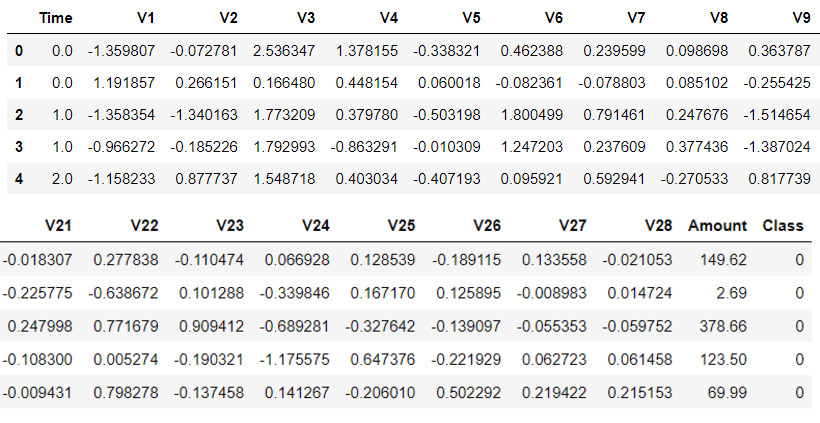 Time V1 V2 V3 V4 V5 V6 V7 V8 V9
0 0.0 -1.359807 -0.072781 2.536347 1.378155 -0.338321 0.462388 0.239599 0.098698 0.363787
1 0.0 1.191857 0.266151 0.166480 0.448154 0.060018 -0.082361 -0.078803 0.085102 -0.255425
2 1.0 -1.358354 -1.340163 1.773209 0.379780 -0.503198 1.800499 0.791461 0.247676 -1.514654
3 1.0 -0.966272 -0.185226 1.792993 -0.863291 -0.010309 1.247203 0.237609 0.377436 -1.387024
4 2.0 -1.158233 0.877737 1.548718 0.403034 -0.407193 0.095921 0.592941 -0.270533 0.817739
V21 V22 V23 V24 V25 V26 V27 V28 Amount Class
-0.018307 0.277838 -0.110474 0.066928 0.128539 -0.189115 0.133558 -0.021053 149.62 0
-0.225775 -0.638672 0.101288 -0.339846 0.167170 0.125895 -0.008983 0.014724 2.69 0
0.247998 0.771679 0.909412 -0.689281 -0.327642 -0.139097 -0.055353 -0.059752 378.66 0
-0.108300 0.005274 -0.190321 -1.175575 0.647376 -0.221929 0.062723 0.061458 123.50 0
-0.009431 0.798278 -0.137458 0.141267 -0.206010 0.502292 0.219422 0.215153 69.99 0